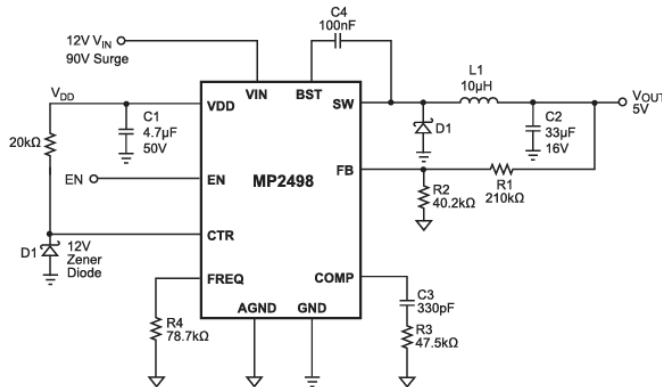 C4
100nF
12V VIN
90V Surge
L1
10µH
VOUT
5V
VIN
BST
VDD
VDD
SW
C1
4.7µF
50V
D1
C2
33µF
16V
20kΩ
EN
EN
MP2498
FB
R2
40.2kΩ
R1
210kΩ
CTR
D1
12V
Zener
Diode
FREQ
COMP
C3
330pF
R4
78.7kΩ
AGND
GND
R3
47.5kΩ